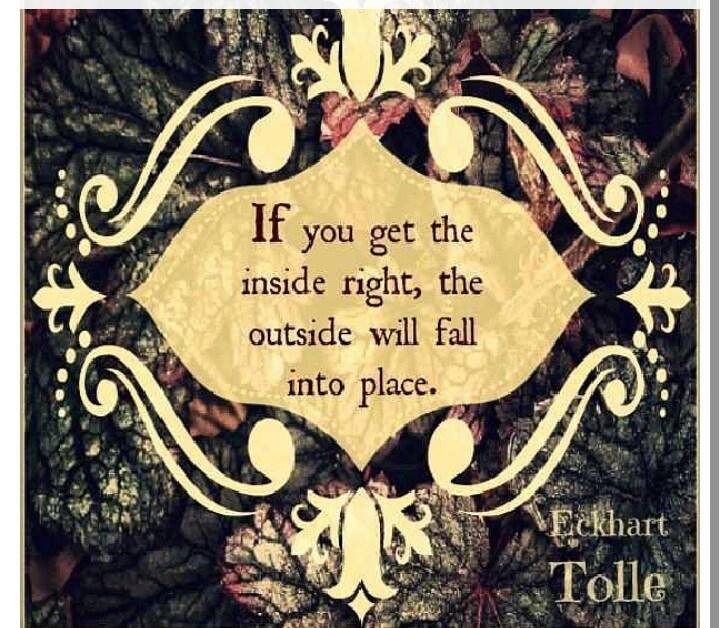 If you get the
inside right, the
outside will fall
into place.
Eckhart
Tolle